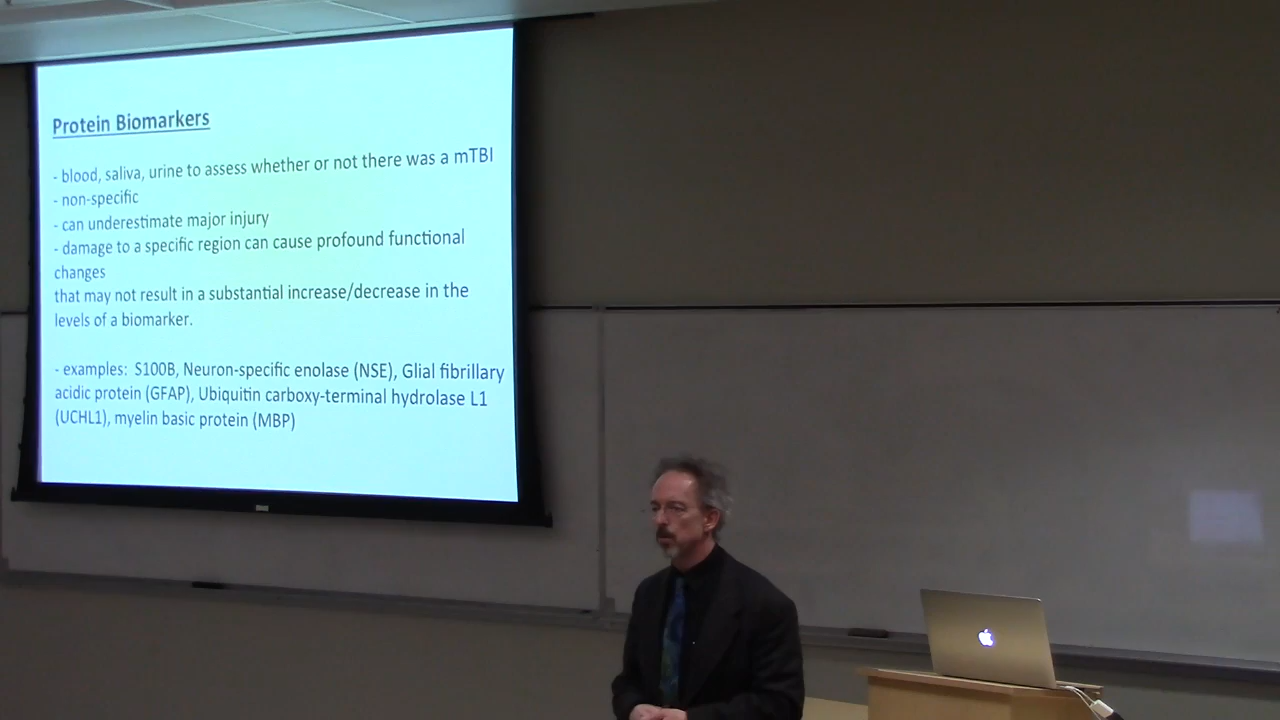 Protein Biomarkers
- blood, saliva, urine to assess whether or not there was a mTBI
- non-specific
- can underestimate major injury
- damage to a specific region can cause profound functional
changes
that may not result in a substantial increase/decrease in the
levels of a biomarker.
- examples: S100B, Neuron-specific enolase (NSE), Glial fibrillary
acidic protein (GFAP), Ubiquitin carboxy-terminal hydrolase L1
(UCHL1), myelin basic protein (MBP)